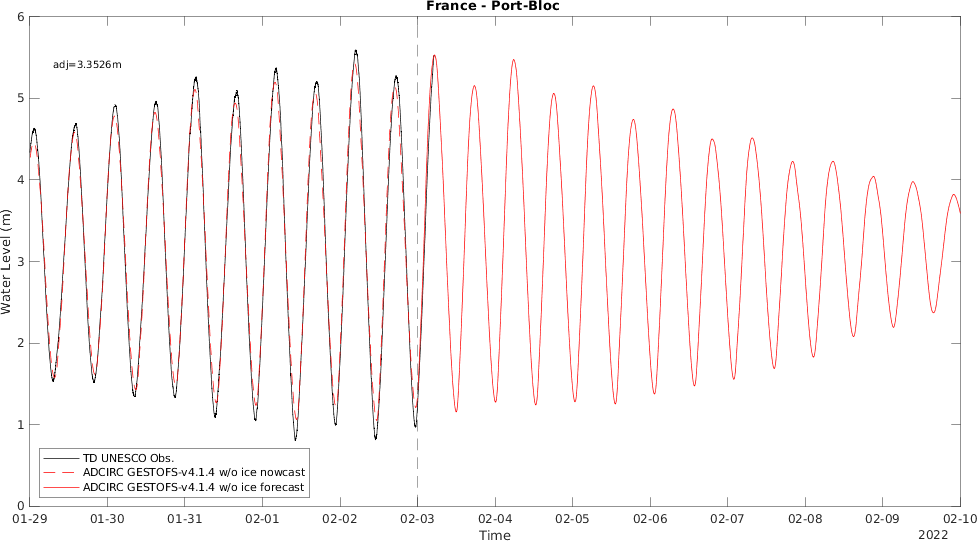 France - Port-Bloc
6
adj=3.3526m
5
4
3
2
1
0
Water Level (m)
TD UNESCO Obs.
ADCIRC GESTOFS-v4.1.4 w/o ice nowcast
ADCIRC GESTOFS-v4.1.4 w/o ice forecast
01-29 01-30 01-31 02-01 02-02 02-03 02-04 02-05 02-06 02-07 02-08 02-09 02-10
Time
2022